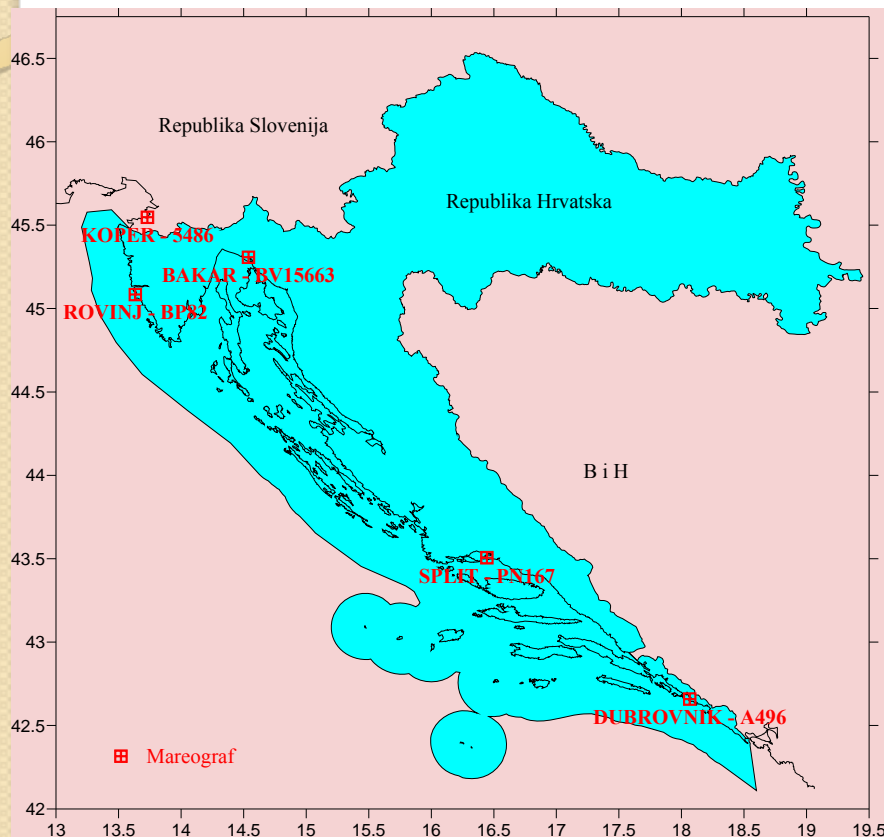 46.5
46
Republika Slovenija
45.5
Republika Hrvatska
KOPER - 5486
BAKAR - BV15663
45
ROVINJ - BP82
44.5
44
B i H
43.5
SPLIT - PN167
43
42.5
DUBROVNIK - A496
Mareograf
42
13 13.5 14 14.5 15 15.5 16 16.5 17 17.5 18 18.5 19 19.5